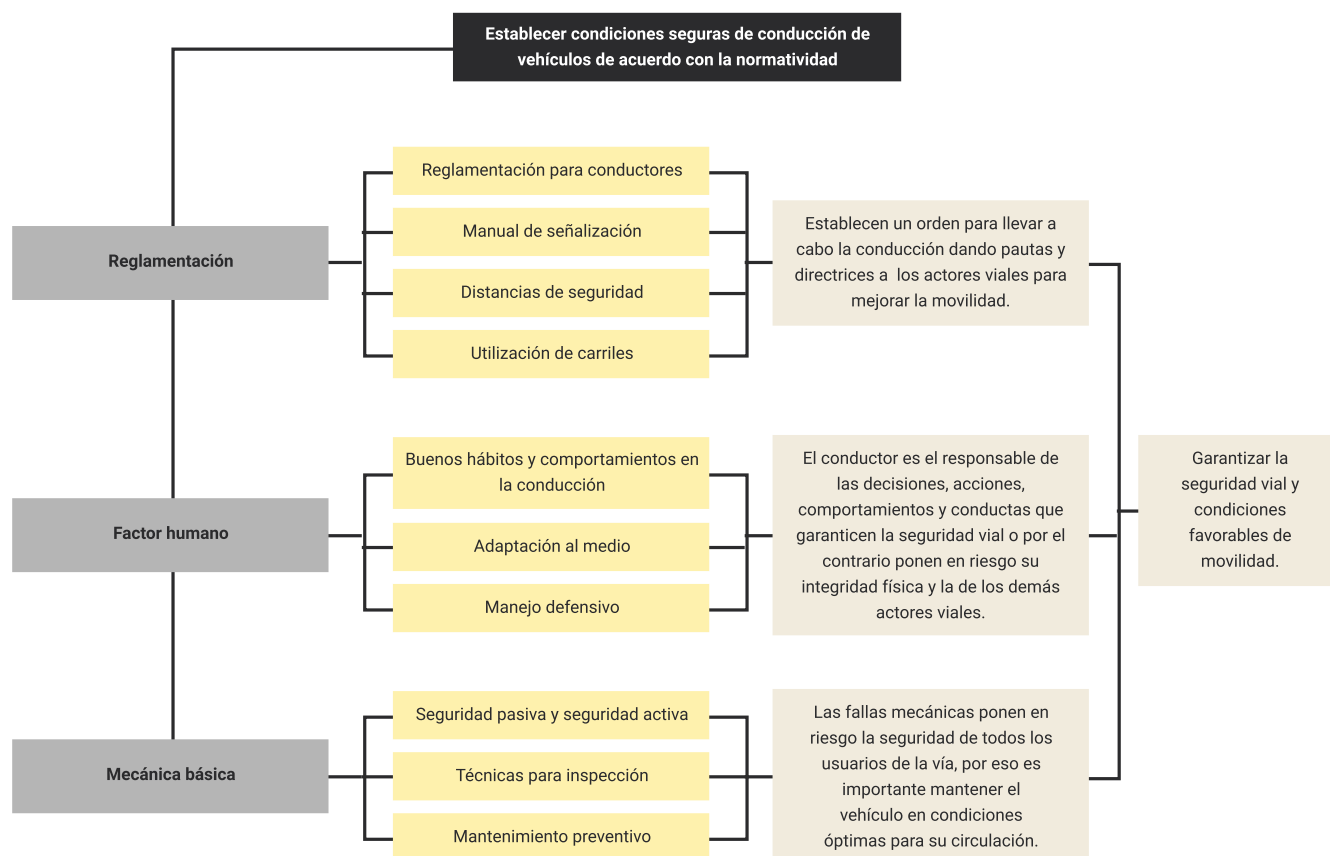 Establecer condiciones seguras de conducción de
vehículos de acuerdo con la normatividad
Reglamentación
Reglamentación para conductores
Manual de señalización
Distancias de seguridad
Utilización de carriles
Establecen un orden para llevar a
cabo la conducción dando pautas y
directrices a  los actores viales para
mejorar la movilidad.
Factor humano
Buenos hábitos y comportamientos en
la conducción
Adaptación al medio
Manejo defensivo
El conductor es el responsable de
las decisiones, acciones,
comportamientos y conductas que
garanticen la seguridad vial o por el
contrario ponen en riesgo su
integridad física y la de los demás
actores viales.
Mecánica básica
Seguridad pasiva y seguridad activa
Técnicas para inspección
Mantenimiento preventivo
Las fallas mecánicas ponen en
riesgo la seguridad de todos los
usuarios de la vía, por eso es
importante mantener el
vehículo en condiciones
óptimas para su circulación.
Garantizar la
seguridad vial y
condiciones
favorables de
movilidad.